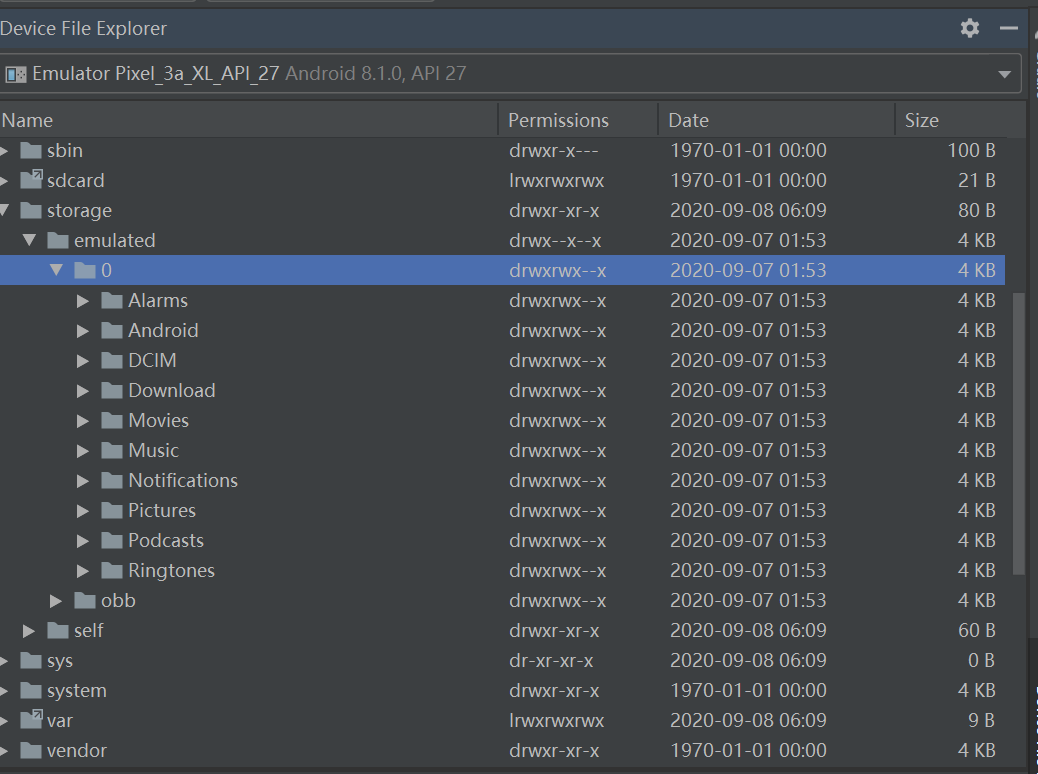 Device File Explorer
Emulator Pixel_3a_XL_API_27 Android 8.1.0, API 27
Name Permissions Date Size
sbin drwxr-x--- 1970-01-01 00:00 100 B
sdcard lrwxrwxrwx 1970-01-01 00:00 21 B
storage drwxr-xr-x 2020-09-08 06:09 80 B
emulated drwx--x--x 2020-09-07 01:53 4 KB
0 drwxrwx--x 2020-09-07 01:53 4 KB
Alarms drwxrwx--x 2020-09-07 01:53 4 KB
Android drwxrwx--x 2020-09-07 01:53 4 KB
DCIM drwxrwx--x 2020-09-07 01:53 4 KB
Download drwxrwx--x 2020-09-07 01:53 4 KB
Movies drwxrwx--x 2020-09-07 01:53 4 KB
Music drwxrwx--x 2020-09-07 01:53 4 KB
Notifications drwxrwx--x 2020-09-07 01:53 4 KB
Pictures drwxrwx--x 2020-09-07 01:53 4 KB
Podcasts drwxrwx--x 2020-09-07 01:53 4 KB
Ringtones drwxrwx--x 2020-09-07 01:53 4 KB
obb drwxrwx--x 2020-09-07 01:53 4 KB
self drwxr-xr-x 2020-09-08 06:09 60 B
sys dr-xr-xr-x 2020-09-08 06:09 0 B
system drwxr-xr-x 1970-01-01 00:00 4 KB
var lrwxrwxrwx 2020-09-08 06:09 9 B
vendor drwxr-xr-x 1970-01-01 00:00 4 KB